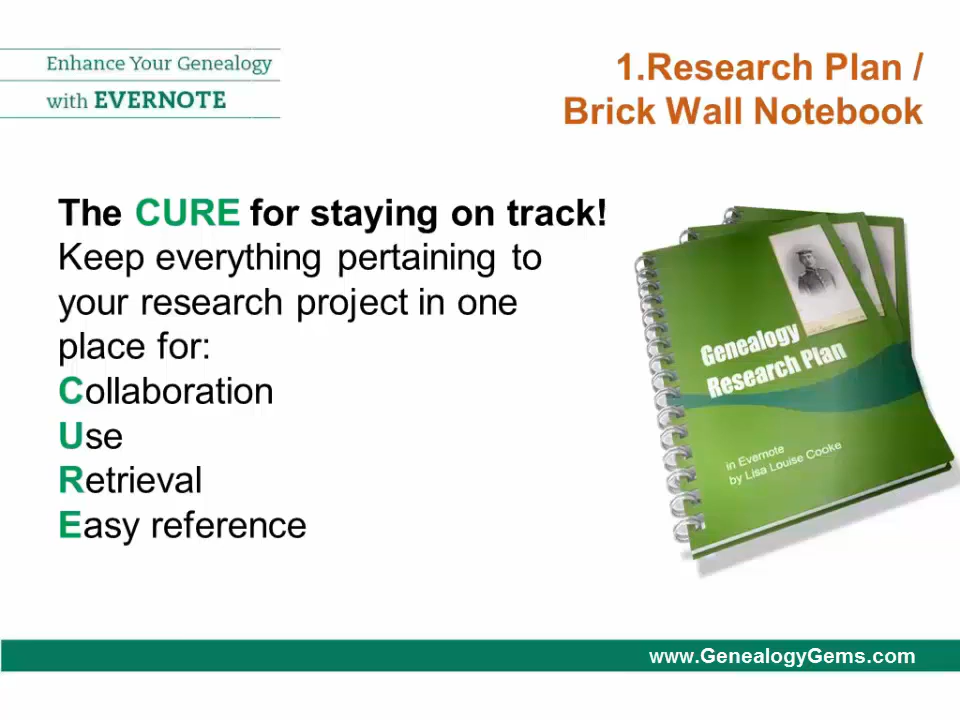 Enhance Your Genealogy
with EVERNOTE
1.Research Plan /
Brick Wall Notebook
The CURE for staying on track!
Keep everything pertaining to
your research project in one
place for:
Collaboration
Use
Retrieval
Easy reference
Genealogy
Research Plan
in Evernote
by Lisa Louise Cooke
www.GenealogyGems.com